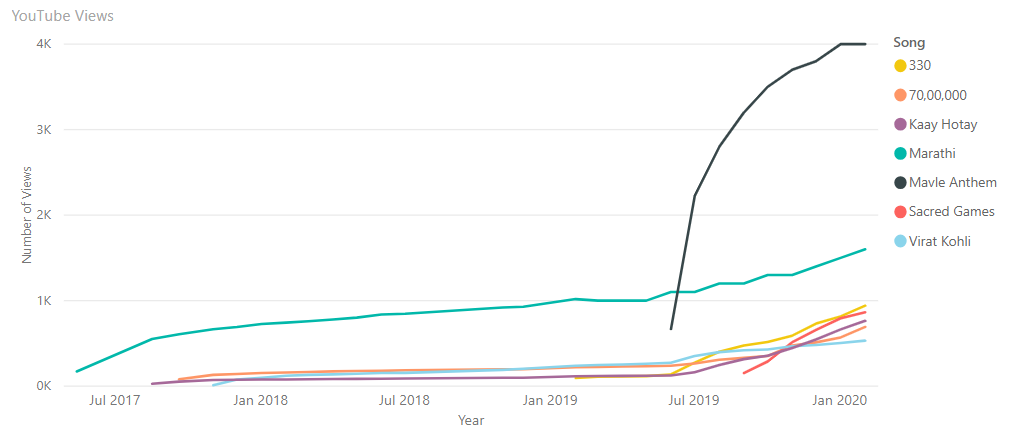 YouTube Views
Number of Views
4K
3K
2K
1K
0K
Jul 2017
Jan 2018
Jul 2018
Jan 2019
Jul 2019
Jan 2020
Year
Song
330
70,00,000
Kaay Hotay
Marathi
Mavle Anthem
Sacred Games
Virat Kohli